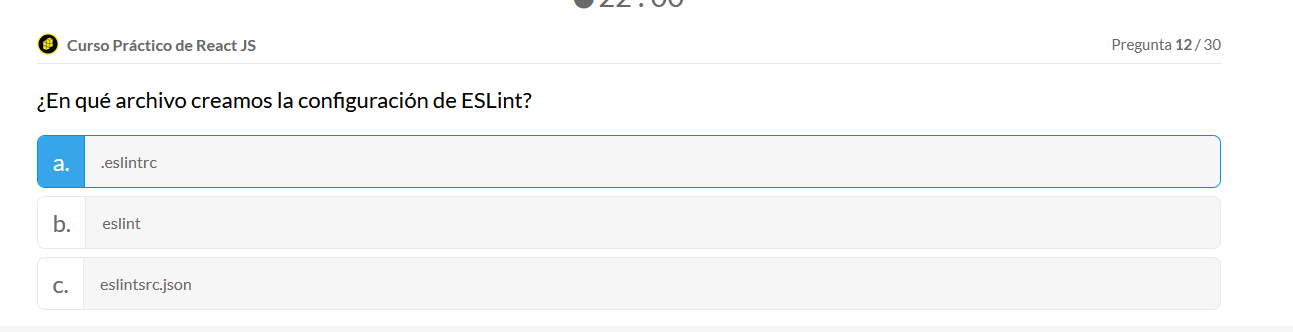 22 : 00
Curso Práctico de React JS
Pregunta 12 / 30
¿En qué archivo creamos la configuración de ESLint?
a.
.eslintrc
b.
eslint
c.
eslintsrc.json